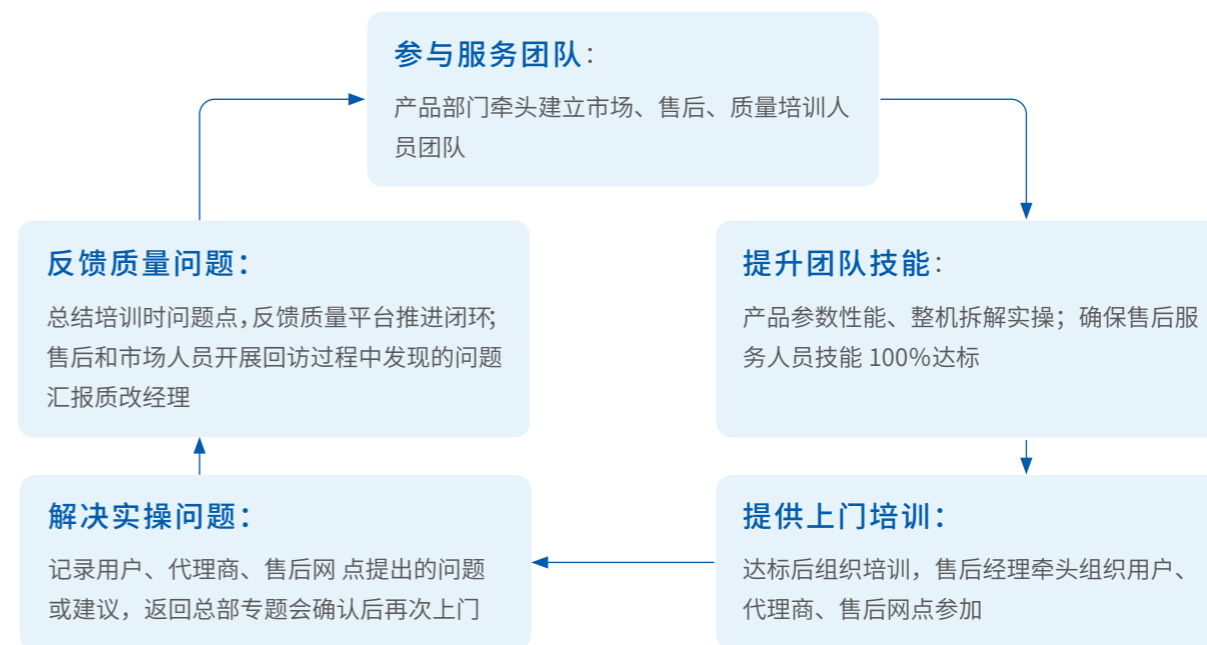 参与服务团队：
产品部门牵头建立市场、售后、质量培训人
员团队
反馈质量问题：
总结培训时问题点，反馈质量平台推进闭环；
售后和市场人员开展回访过程中发现的问题
汇报质改经理
提升团队技能：
产品参数性能、整机拆解实操；确保售后服
务人员技能 100%达标
解决实操问题：
记录用户、代理商、售后网 点提出的问题
或建议，返回总部专题会确认后再次上门
提供上门培训：
达标后组织培训，售后经理牵头组织用户、
代理商、售后网点参加